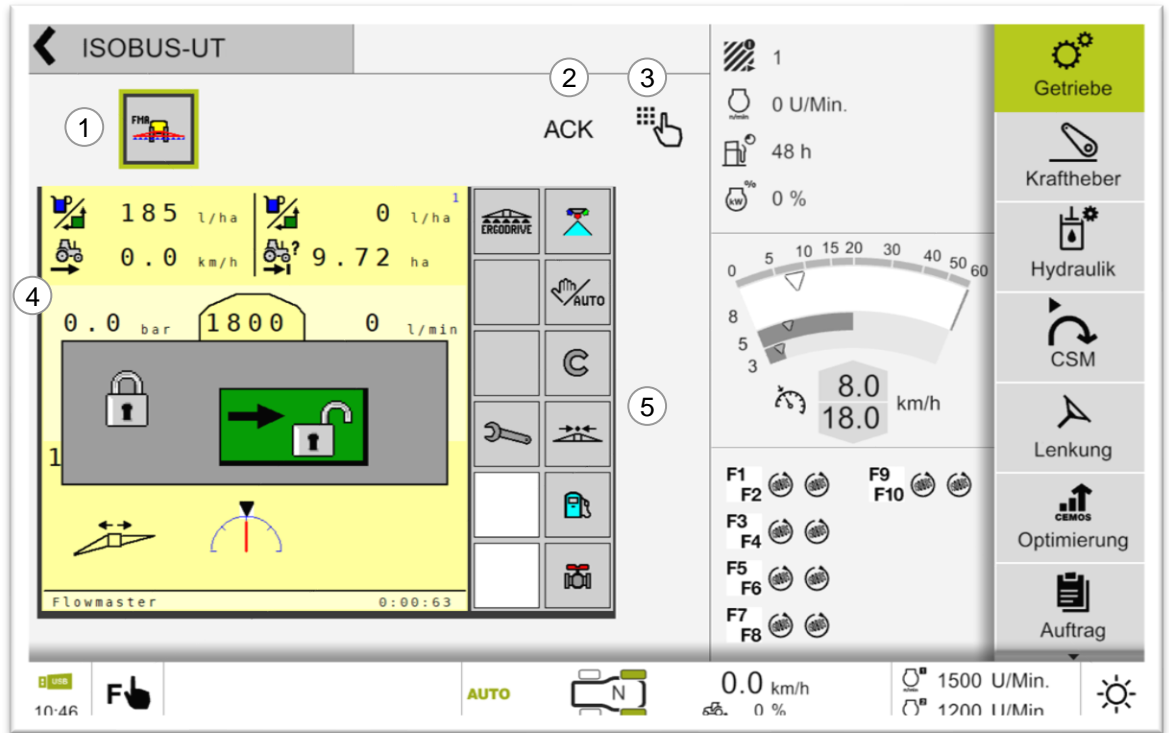 ISOBUS-UT
1
2
3
4
5
FMR
ACK
185 l/ha
0 l/ha
1
0.0 km/h
? 9.72 ha
0.0 bar
1800
0 l/min
1
Flowmaster
0:00:63
ERGODRIVE
AUTO
C
1
n/min
0 U/Min.
48 h
%
kW
0 %
0 5 10 15 20 30 40 50 60
8
5
3
8.0
18.0
km/h
F1
F2
F9
F10
F3
F4
F5
F6
F7
F8
Getriebe
Kraftheber
Hydraulik
CSM
Lenkung
CEMOS
Optimierung
Auftrag
USB
10:46
F
AUTO
N
0.0 km/h
0 %
1500 U/Min.
1200 U/Min.